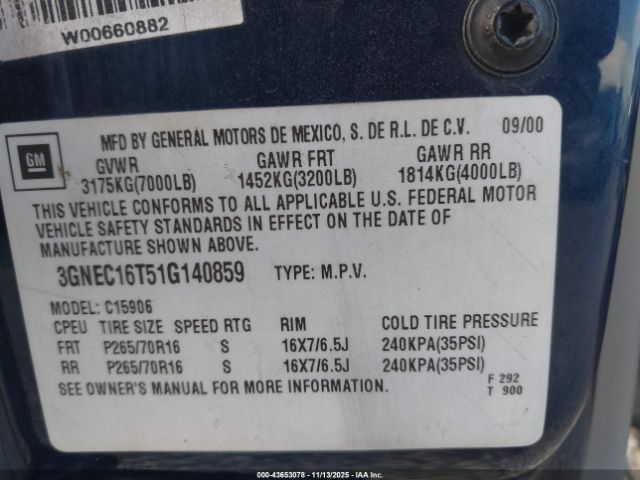 W00660882
GM
MFD BY GENERAL MOTORS DE MEXICO, S. DE R.L. DE C.V. 09/00
GVWR GAWR FRT GAWR RR
3175KG(7000LB) 1452KG(3200LB) 1814KG(4000LB)
THIS VEHICLE CONFORMS TO ALL APPLICABLE U.S. FEDERAL MOTOR
VEHICLE SAFETY STANDARDS IN EFFECT ON THE DATE OF
MANUFACTURE SHOWN ABOVE.
3GNEC16T51G140859 TYPE: M.P.V.
MODEL: C15906
CPEU TIRE SIZE SPEED RTG RIM COLD TIRE PRESSURE
FRT P265/70R16 S 16X7/6.5J 240KPA(35PSI)
RR P265/70R16 S 16X7/6.5J 240KPA(35PSI)
SEE OWNER'S MANUAL FOR MORE INFORMATION.
F 292
T 900
000-43653078 - 11/13/2025 - IAAI.COM